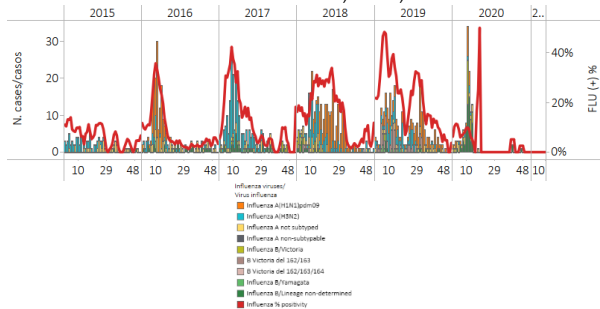 2015 2016 2017 2018 2019 2020 2..
30
20
10
0
N. cases/casos
40%
20%
0%
FLU (+) %
10 29 48 10 29 48 10 29 48 10 29 48 10 29 48 10 29 48 10
Influenza viruses/
Virus influenza
Influenza A(H1N1)pdm09
Influenza A(H3N2)
Influenza A not subtyped
Influenza A non-subtypable
Influenza B/Victoria
B Victoria del 162/163
B Victoria del 162/163/164
Influenza B/Yamagata
Influenza B/Lineage non-determined
Influenza % positivity